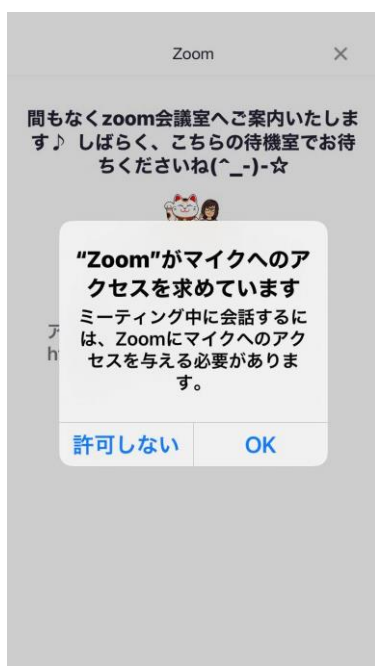 Zoom
×
間もなくzoom会議室へご案内いたしま
す♪ しばらく、こちらの待機室でお待
ちくださいね(^_-)-☆
“Zoom”がマイクへのア
クセスを求めています
ミーティング中に会話するに
は、Zoomにマイクへのアク
セスを与える必要がありま
す。
ア
h
許可しない OK